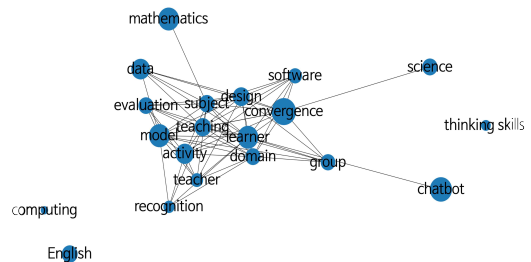 mathematics
data
software
science
evaluation
subject
design
convergence
thinking skills
teaching
model
learner
activity
domain
group
teacher
chatbot
recognition
computing
English